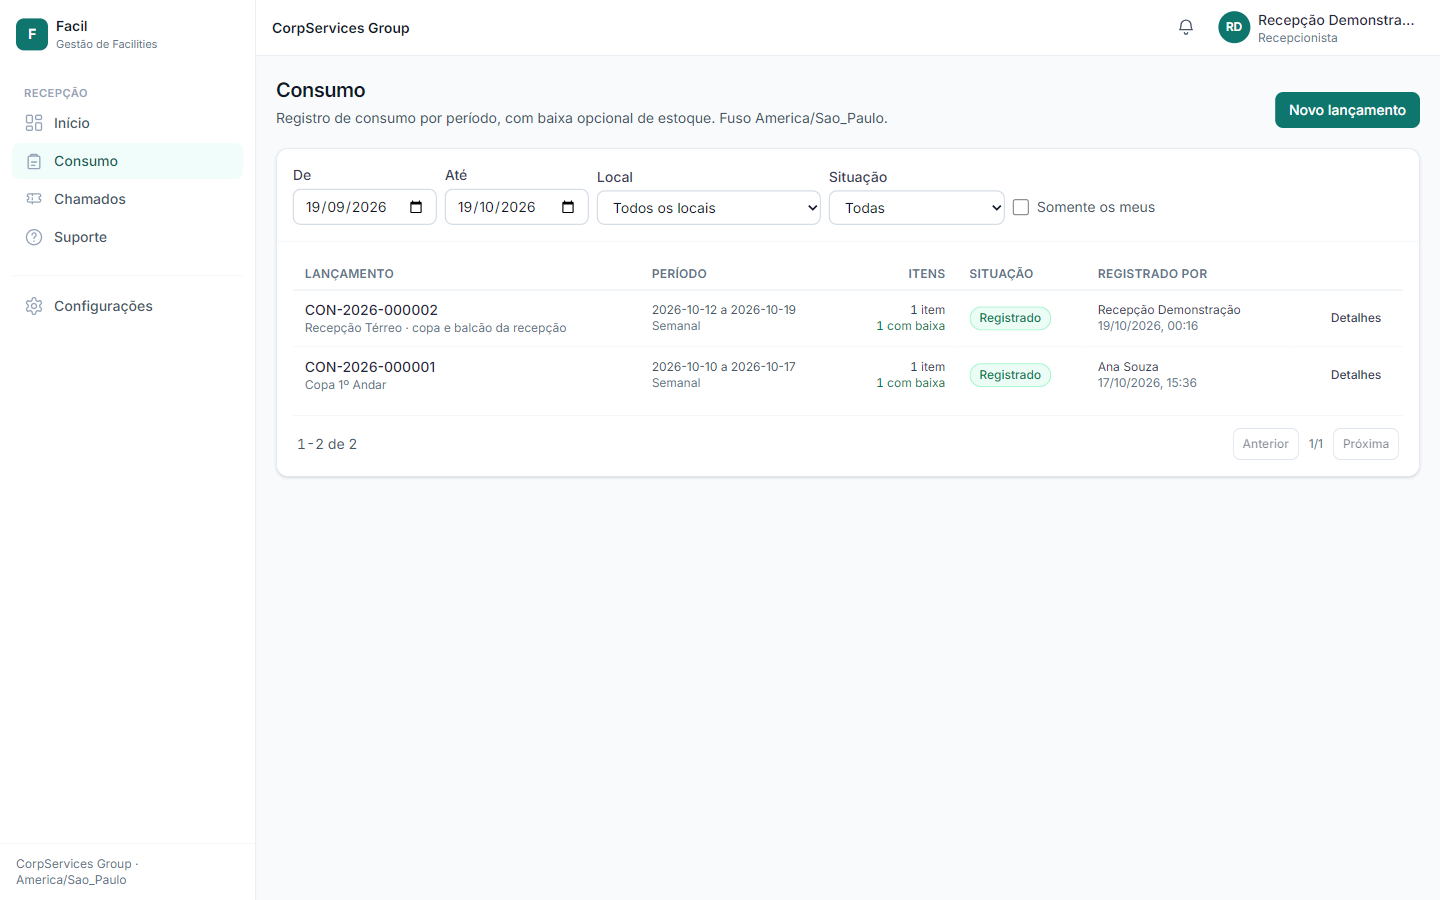 F
Facil
Gestão de Facilities
CorpServices Group
RD
Recepção Demonstra...
Recepcionista
RECEPÇÃO
Início
Consumo
Chamados
Suporte
Configurações
Consumo
Registro de consumo por período, com baixa opcional de estoque. Fuso America/Sao_Paulo.
Novo lançamento
De
Até
Local
Situação
19/09/2026
19/10/2026
Todos os locais
Todas
Somente os meus
LANÇAMENTO PERÍODO ITENS SITUAÇÃO REGISTRADO POR
CON-2026-000002
Recepção Térreo · copa e balcão da recepção
2026-10-12 a 2026-10-19
Semanal
1 item
1 com baixa
Registrado
Recepção Demonstração
19/10/2026, 00:16
Detalhes
CON-2026-000001
Copa 1º Andar
2026-10-10 a 2026-10-17
Semanal
1 item
1 com baixa
Registrado
Ana Souza
17/10/2026, 15:36
Detalhes
1-2 de 2
Anterior
1/1
Próxima
CorpServices Group ·
America/Sao_Paulo